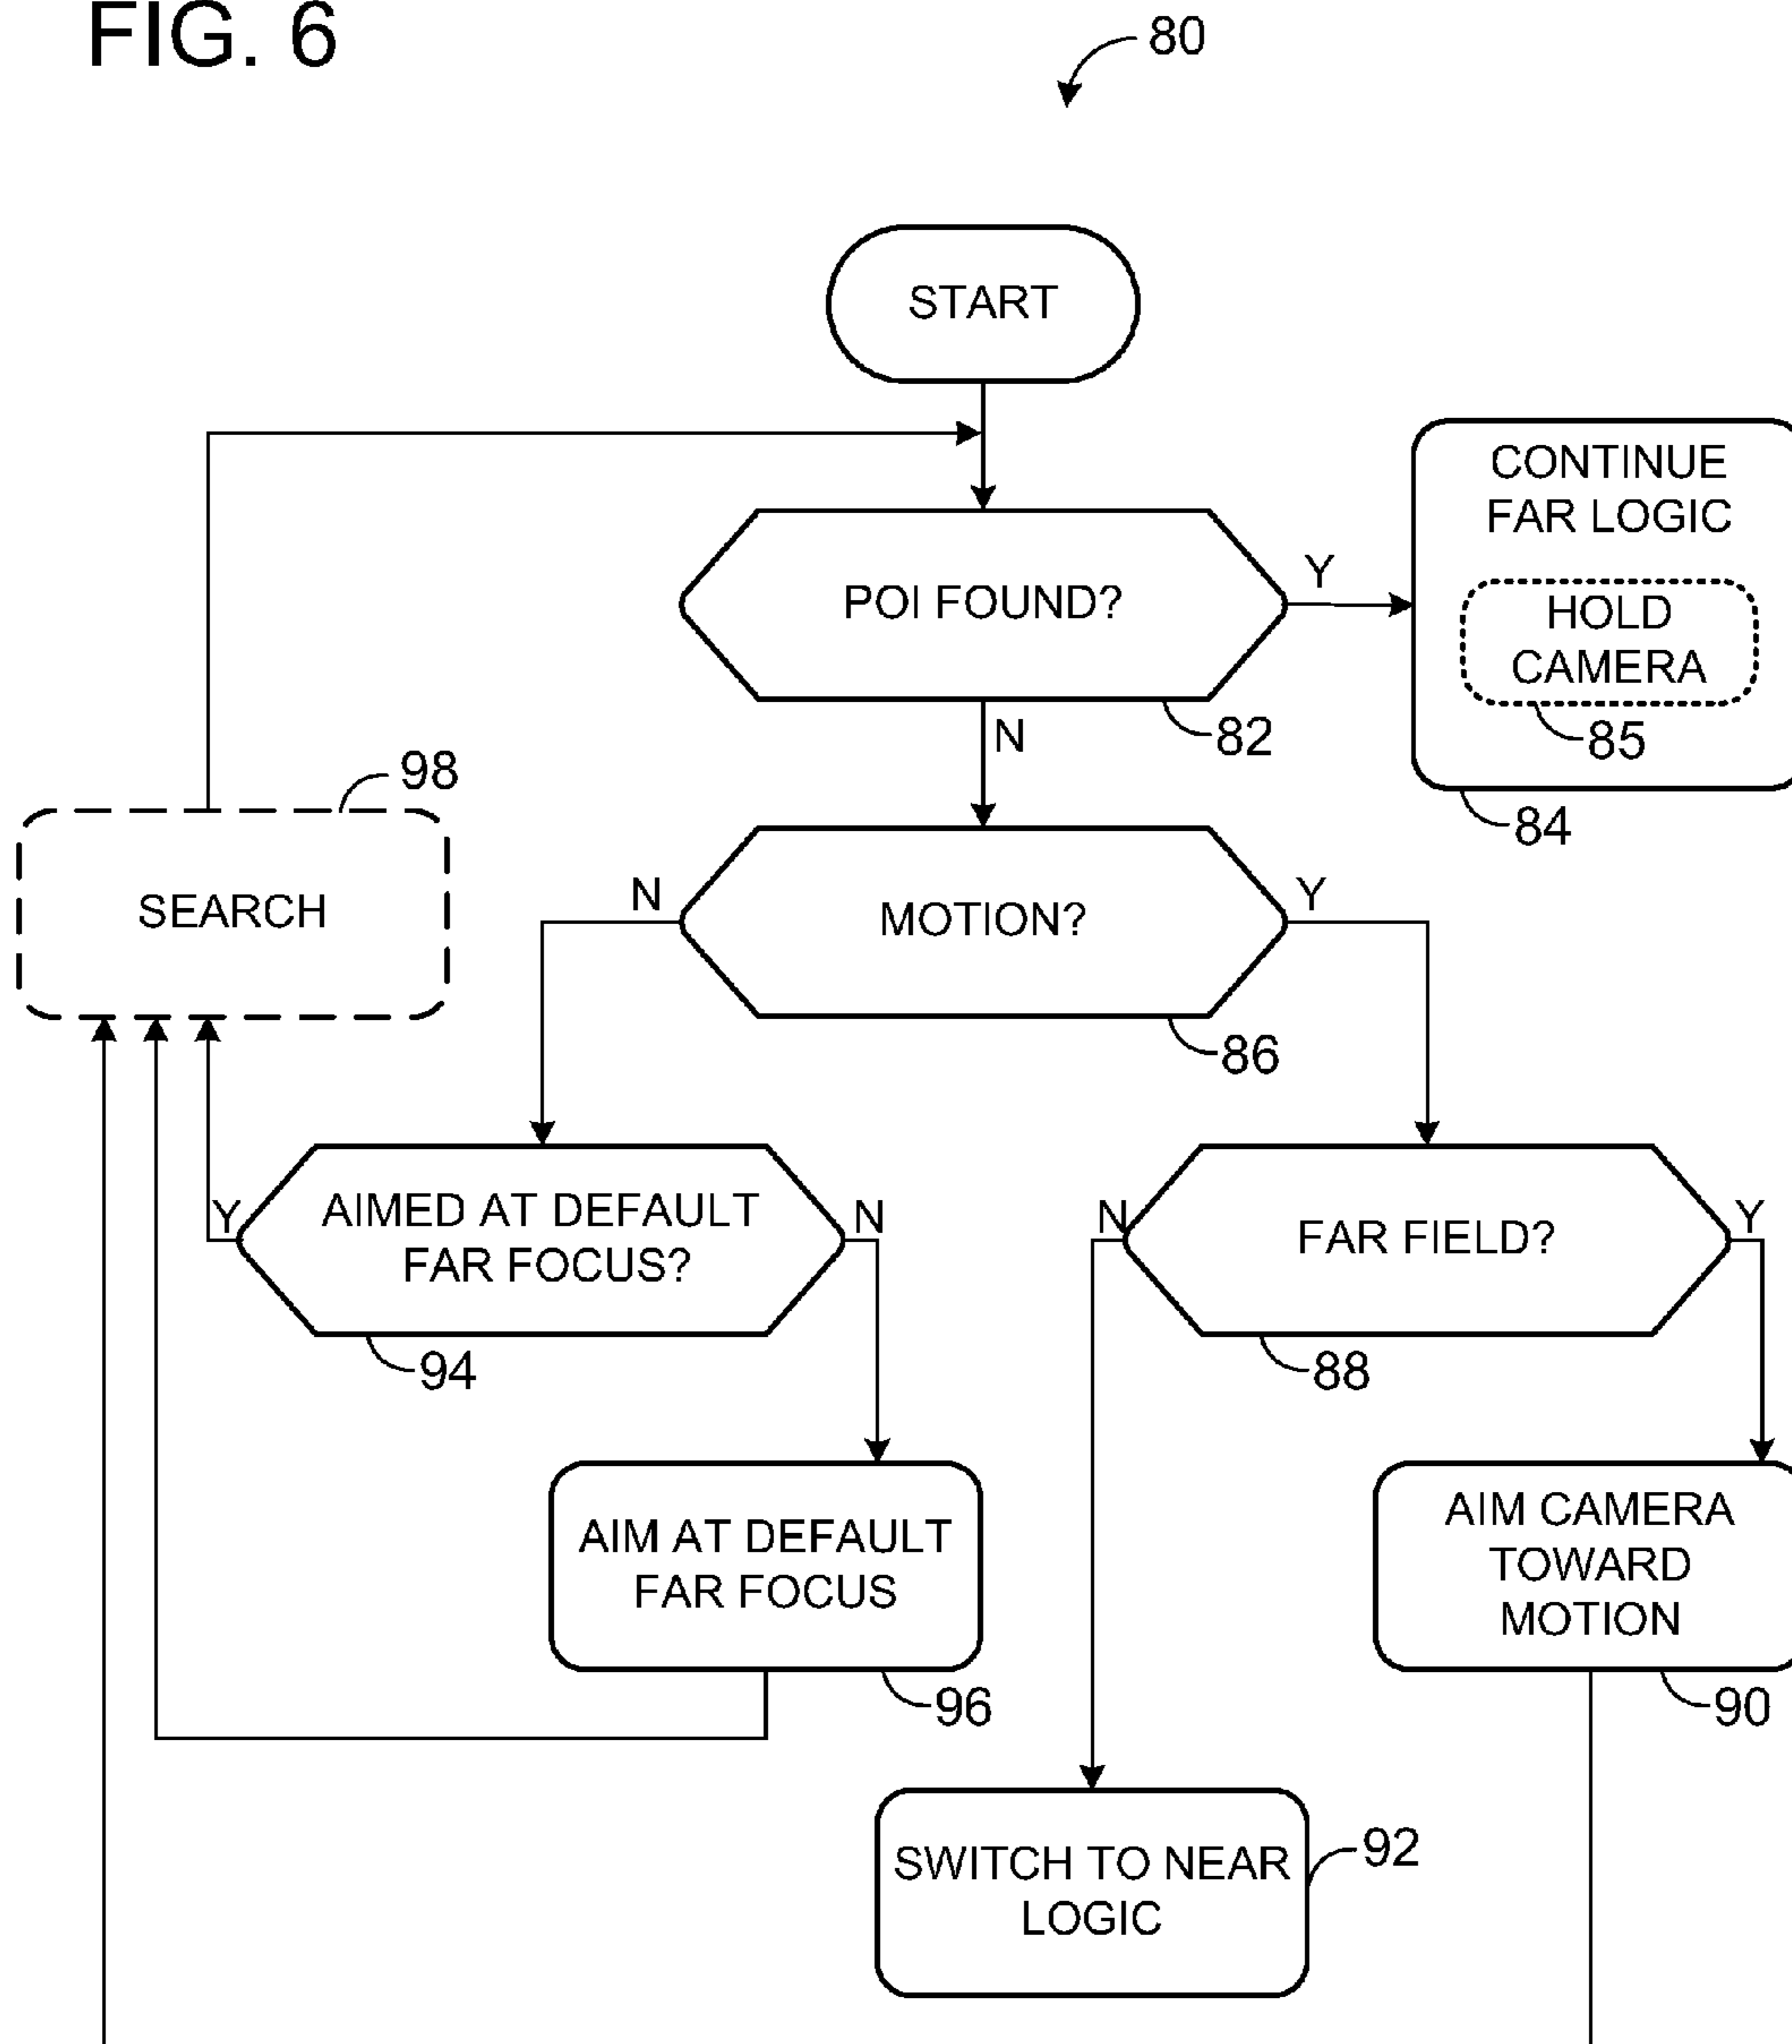 FIG. 6
80
START
CONTINUE
FAR LOGIC
POI FOUND?
Y
HOLD
CAMERA
82
N
85
84
98
SEARCH
N
MOTION?
Y
86
Y
AIMED AT DEFAULT
FAR FOCUS?
N
N
FAR FIELD?
Y
94
88
AIM AT DEFAULT
FAR FOCUS
AIM CAMERA
TOWARD
MOTION
96
90
SWITCH TO NEAR
LOGIC
92